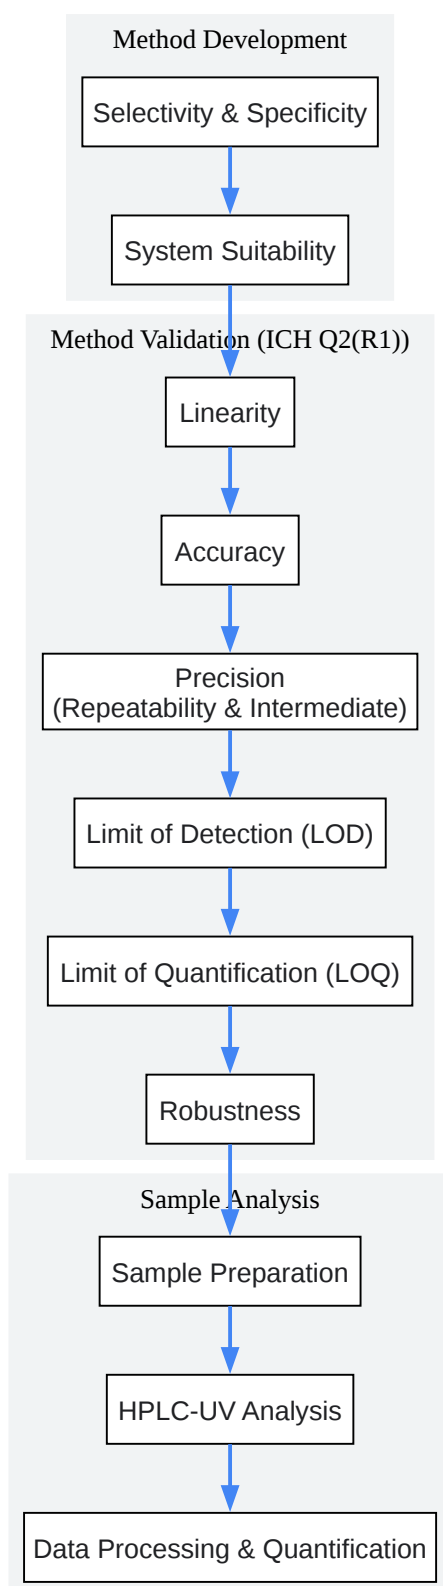 Method Development
Selectivity & Specificity
System Suitability
Method Validation (ICH Q2(R1))
Linearity
Accuracy
Precision
(Repeatability & Intermediate)
Limit of Detection (LOD)
Limit of Quantification (LOQ)
Robustness
Sample Analysis
Sample Preparation
HPLC-UV Analysis
Data Processing & Quantification